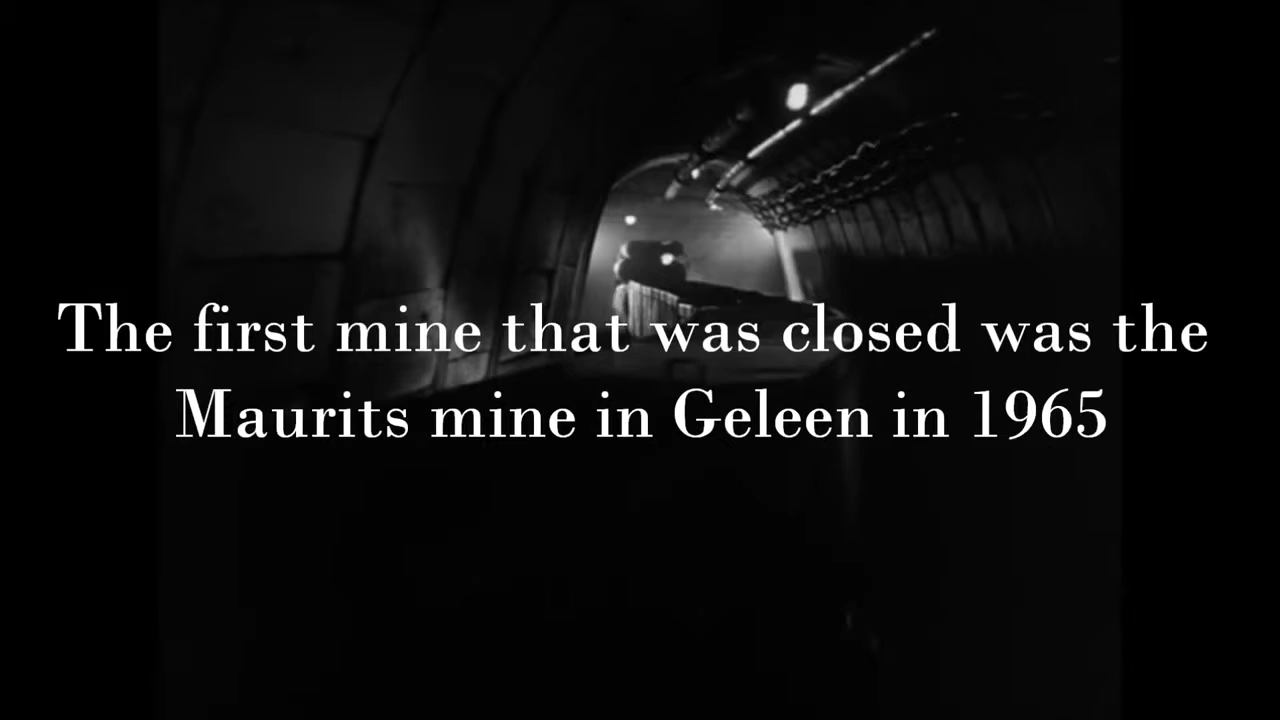 The first mine that was closed was the
Maurits mine in Geleen in 1965